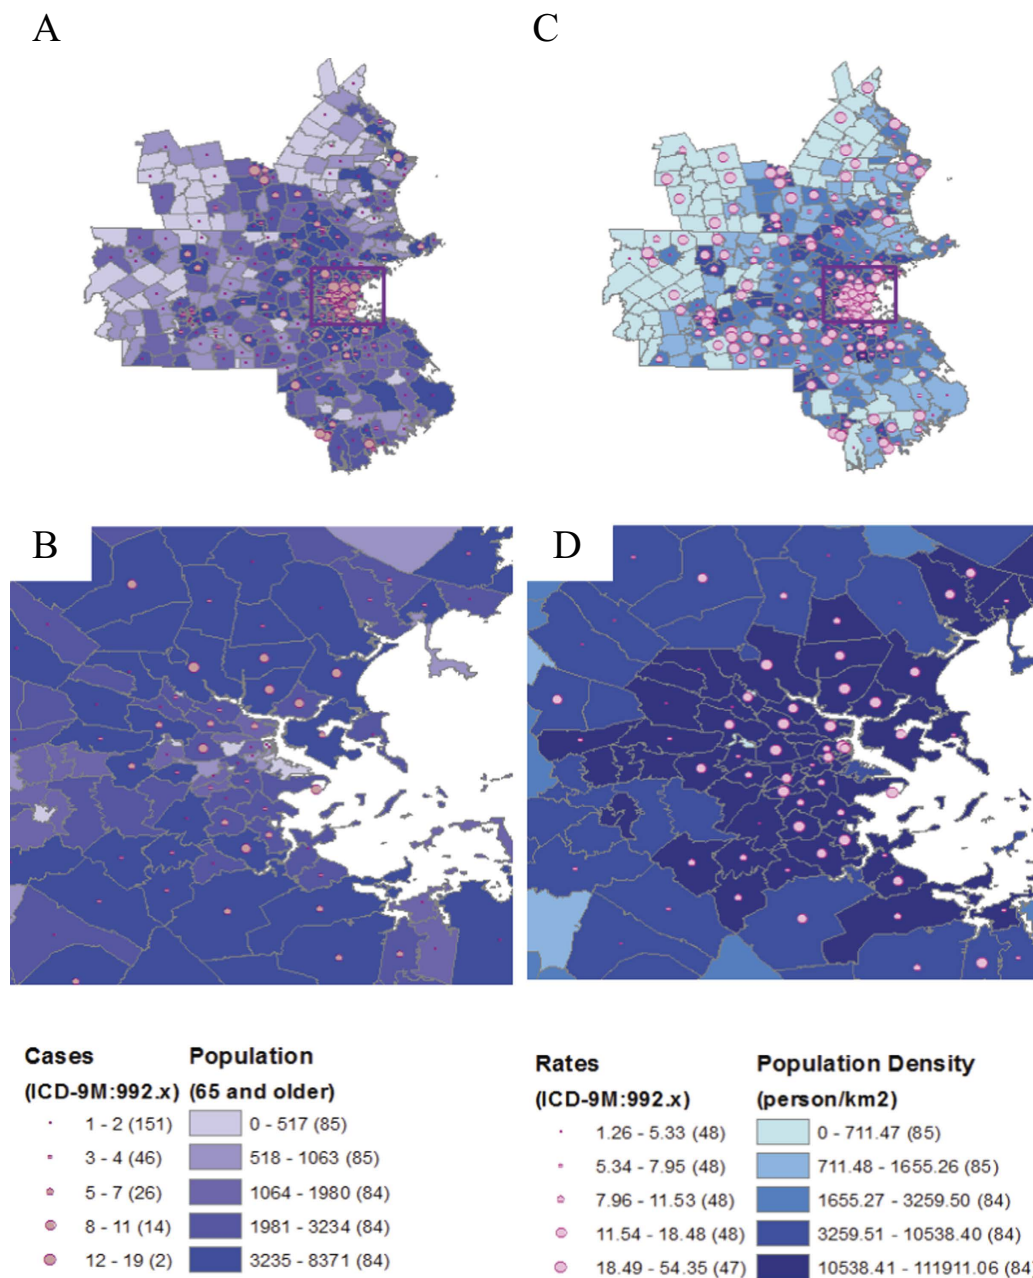 A
C
B
D
Cases
(ICD-9M:992.x)
1 - 2 (151)
3 - 4 (46)
5 - 7 (26)
8 - 11 (14)
12 - 19 (2)
Population
(65 and older)
0 - 517 (85)
518 - 1063 (85)
1064 - 1980 (84)
1981 - 3234 (84)
3235 - 8371 (84)
Rates
(ICD-9M:992.x)
1.26 - 5.33 (48)
5.34 - 7.95 (48)
7.96 - 11.53 (48)
11.54 - 18.48 (48)
18.49 - 54.35 (47)
Population Density
(person/km2)
0 - 711.47 (85)
711.48 - 1655.26 (85)
1655.27 - 3259.50 (84)
3259.51 - 10538.40 (84)
10538.41 - 111911.06 (84